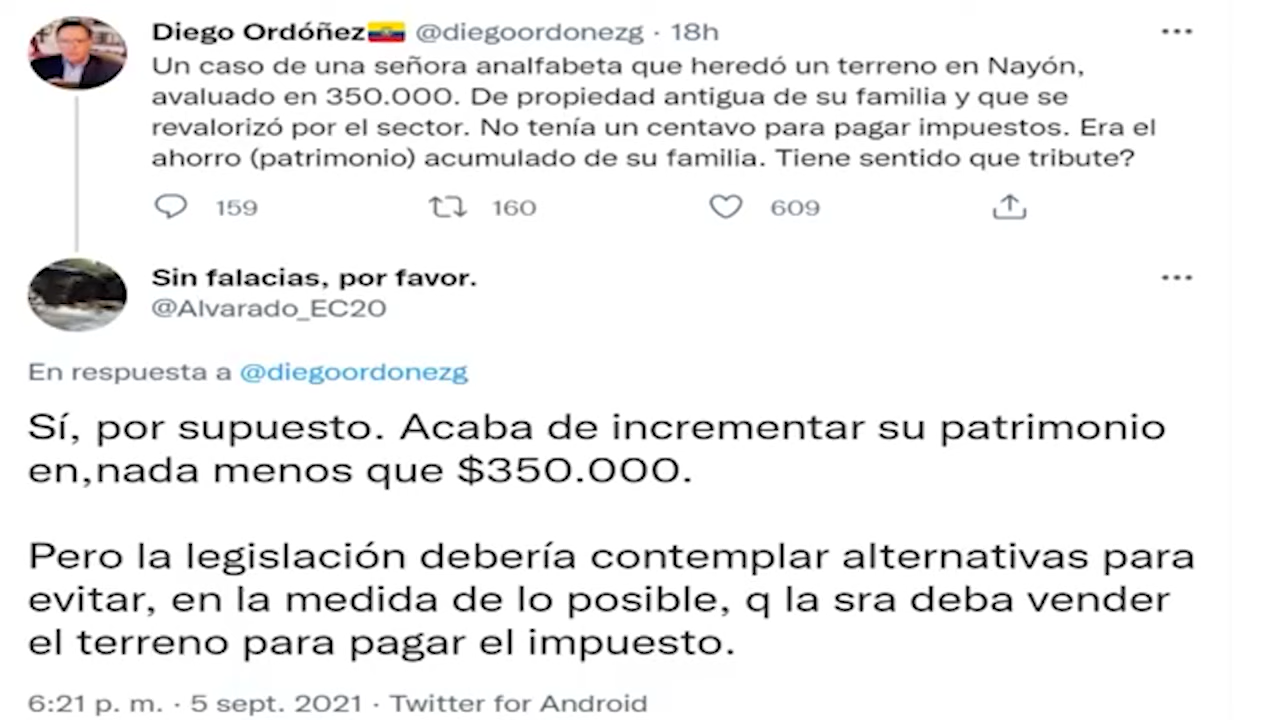 Diego Ordóñez🇪🇨 @diegoordonezg · 18h
Un caso de una señora analfabeta que heredó un terreno en Nayón,
avaluado en 350.000. De propiedad antigua de su familia y que se
revalorizó por el sector. No tenía un centavo para pagar impuestos. Era el
ahorro (patrimonio) acumulado de su familia. Tiene sentido que tribute?
159 160 609
Sin falacias, por favor.
@Alvarado_EC20
En respuesta a @diegoordonezg
Sí, por supuesto. Acaba de incrementar su patrimonio
en,nada menos que $350.000.
Pero la legislación debería contemplar alternativas para
evitar, en la medida de lo posible, q la sra deba vender
el terreno para pagar el impuesto.
6:21 p. m. · 5 sept. 2021 · Twitter for Android